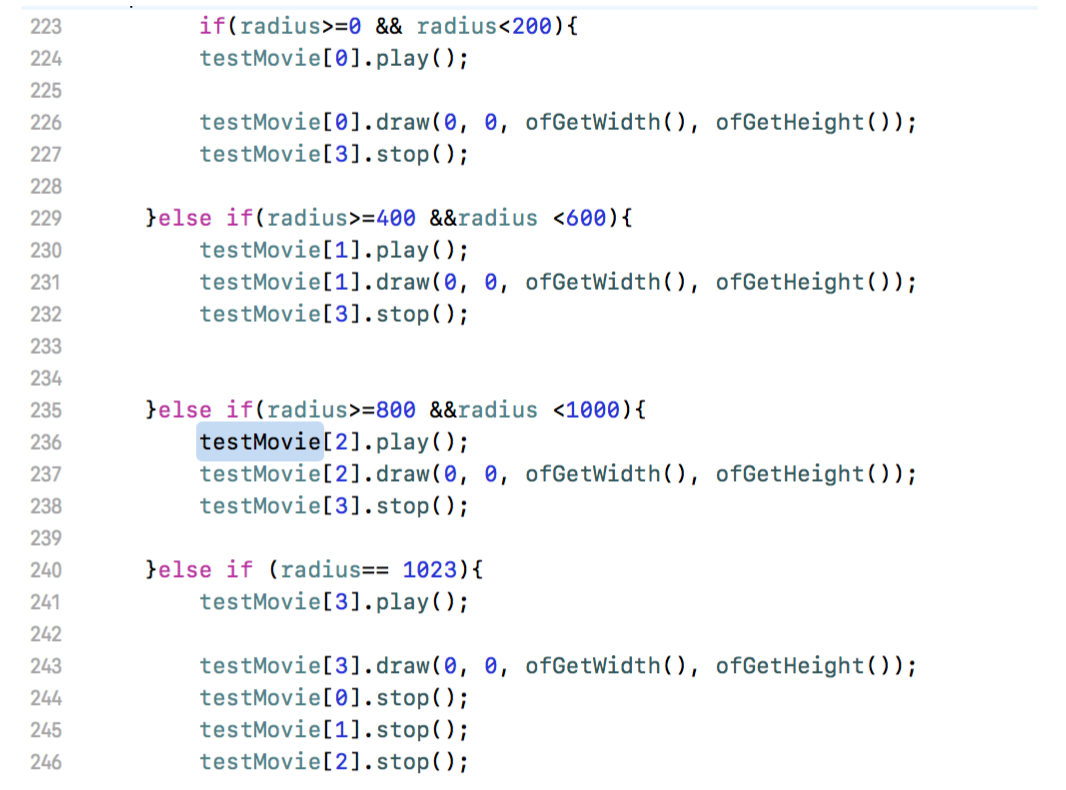 223 if(radius>=0 && radius<200){
224 testMovie[0].play();
225
226 testMovie[0].draw(0, 0, ofGetWidth(), ofGetHeight());
227 testMovie[3].stop();
228
229 }else if(radius>=400 &&radius <600){
230 testMovie[1].play();
231 testMovie[1].draw(0, 0, ofGetWidth(), ofGetHeight());
232 testMovie[3].stop();
233
234
235 }else if(radius>=800 &&radius <1000){
236 testMovie[2].play();
237 testMovie[2].draw(0, 0, ofGetWidth(), ofGetHeight());
238 testMovie[3].stop();
239
240 }else if (radius== 1023){
241 testMovie[3].play();
242
243 testMovie[3].draw(0, 0, ofGetWidth(), ofGetHeight());
244 testMovie[0].stop();
245 testMovie[1].stop();
246 testMovie[2].stop();